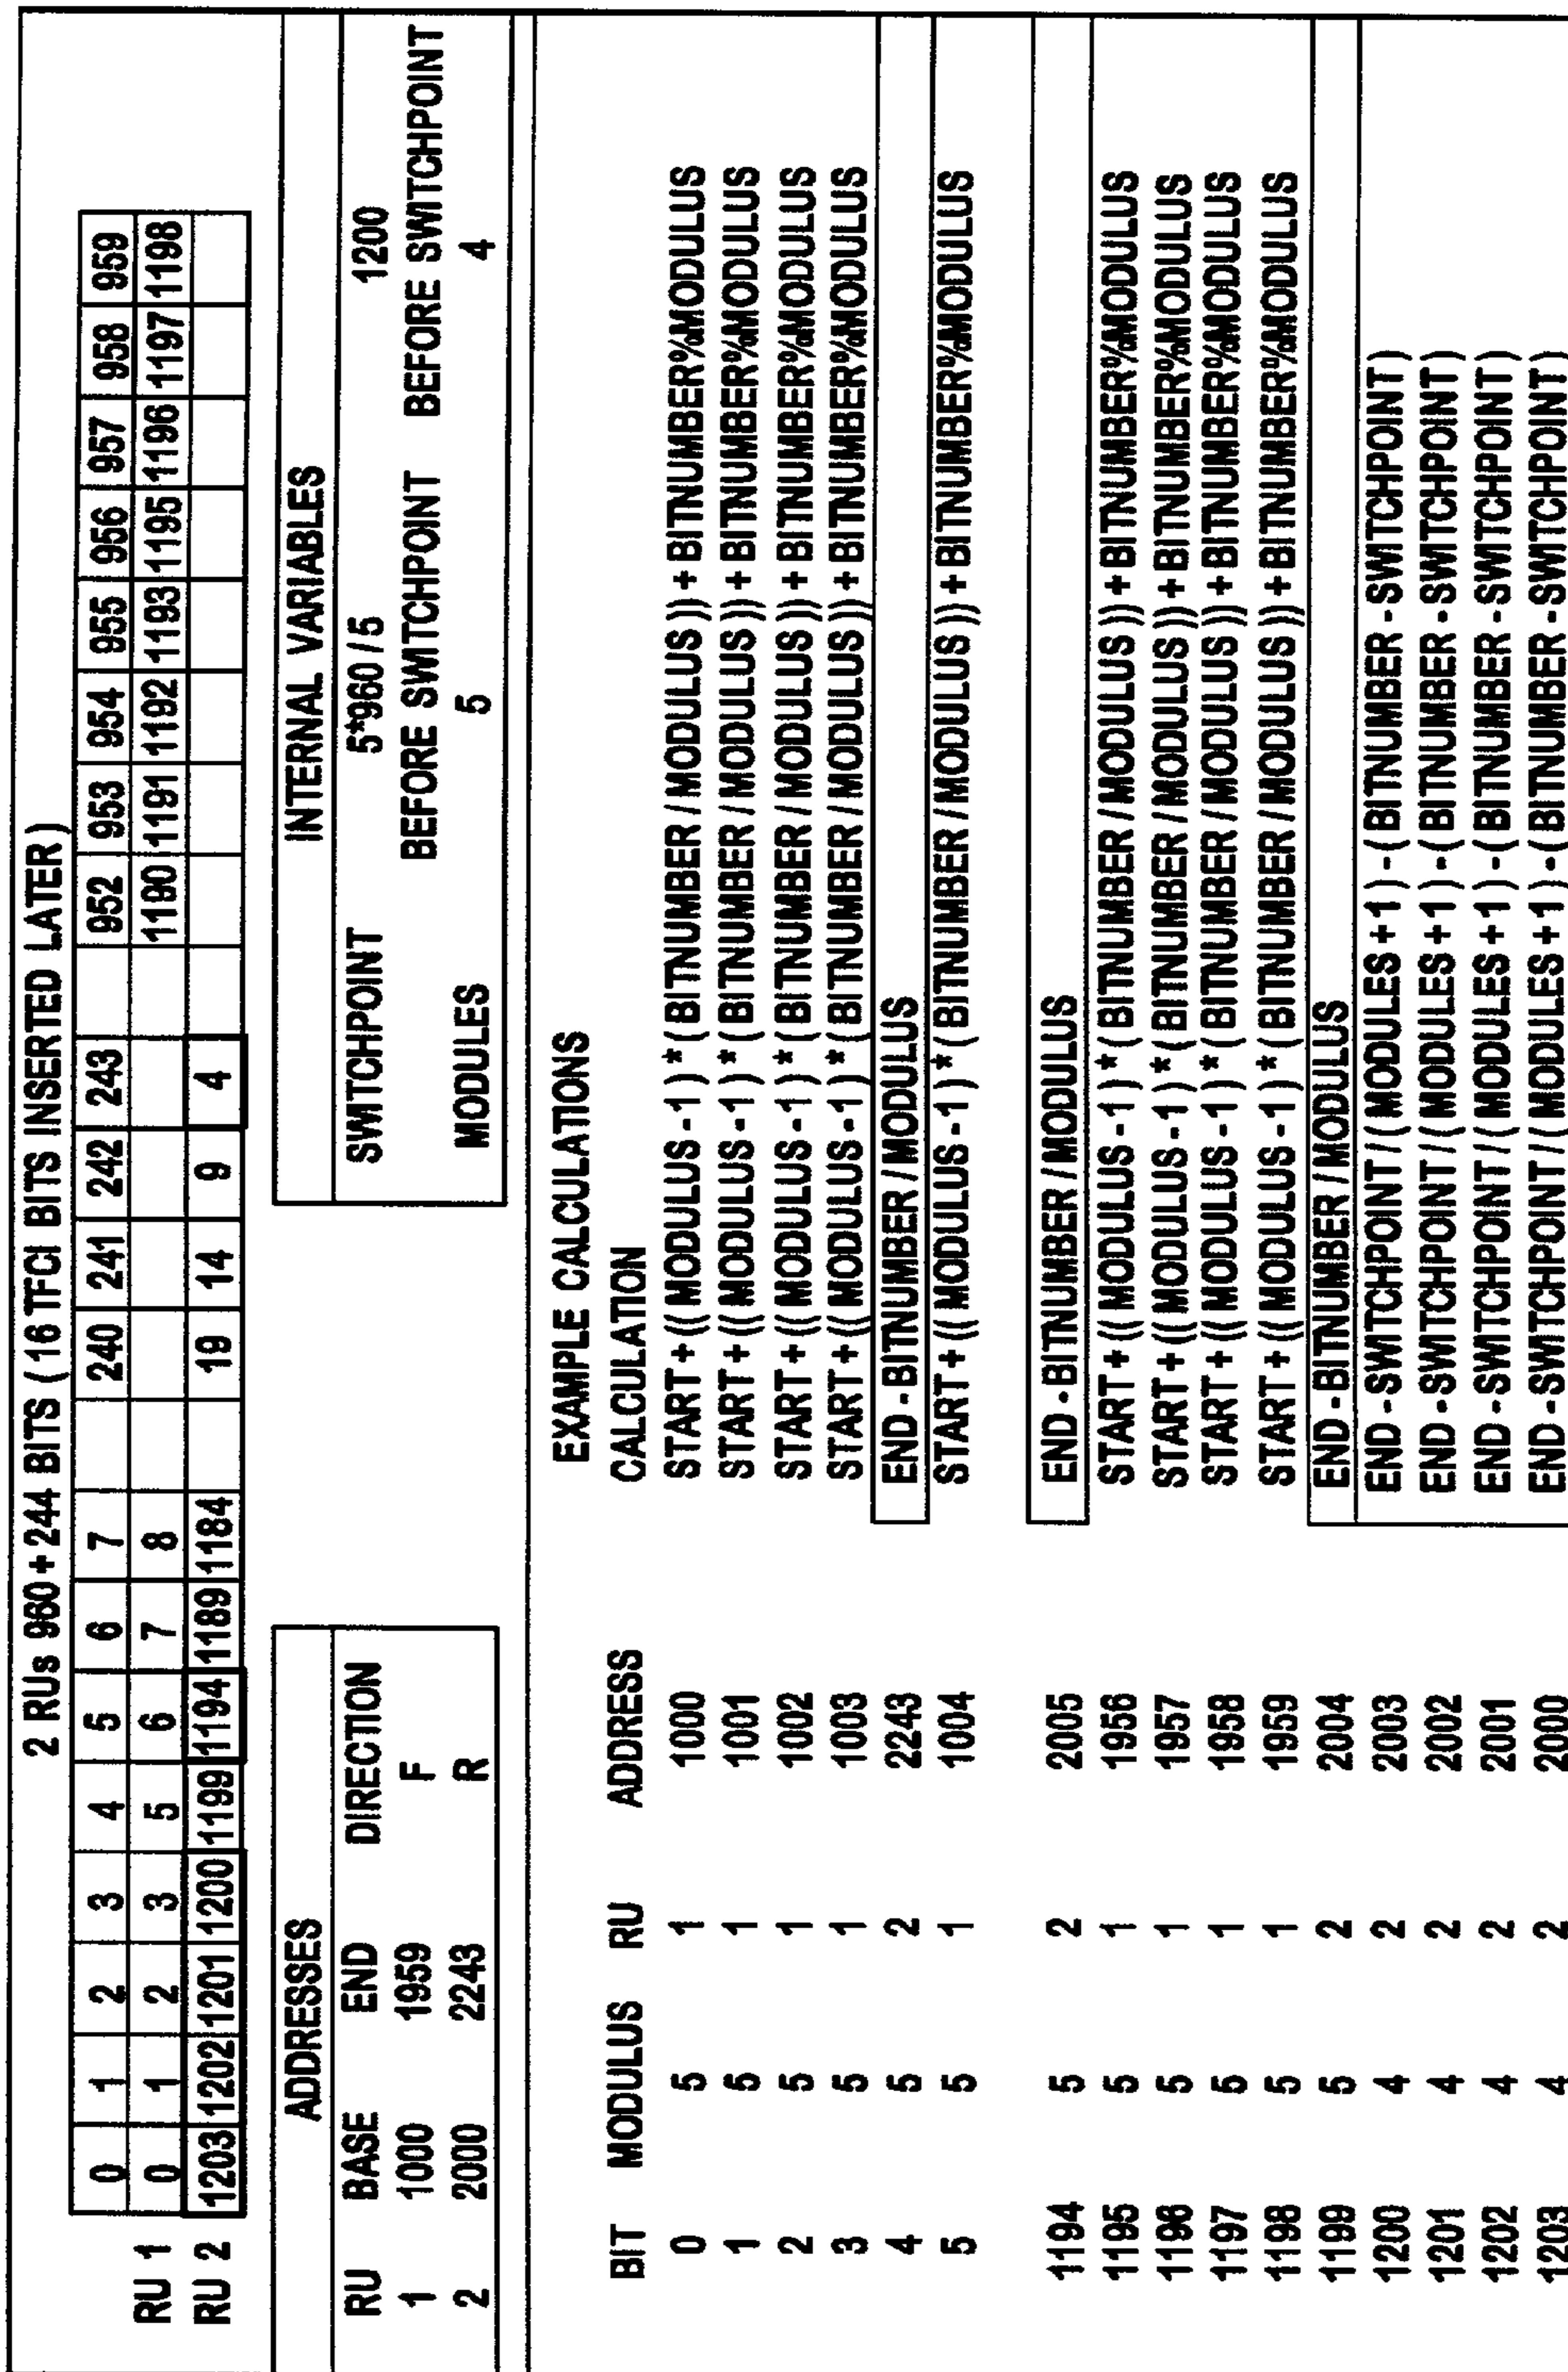 2 RUs 960 + 244 BITS ( 16 TFCI BITS INSERTED LATER )
0 1 2 3 4 5 6 7 240 241 242 243 952 953 954 955 956 957 958 959
RU 1 0 1 2 3 5 6 7 8 1190 1191 1192 1193 1195 1196 1197 1198
RU 2 1203 1202 1201 1200 1199 1194 1189 1184 19 14 9 4
ADDRESSES
RU BASE END DIRECTION
1 1000 1959 F
2 2000 2243 R
INTERNAL VARIABLES
SWITCHPOINT 5*960 / 5 1200
BEFORE SWITCHPOINT BEFORE SWITCHPOINT
MODULES 5 4
EXAMPLE CALCULATIONS
BIT MODULUS RU ADDRESS CALCULATION
0 5 1 1000 START + (( MODULUS - 1 ) * ( BITNUMBER / MODULUS )) + BITNUMBER%MODULUS
1 5 1 1001 START + (( MODULUS - 1 ) * ( BITNUMBER / MODULUS )) + BITNUMBER%MODULUS
2 5 1 1002 START + (( MODULUS - 1 ) * ( BITNUMBER / MODULUS )) + BITNUMBER%MODULUS
3 5 1 1003 START + (( MODULUS - 1 ) * ( BITNUMBER / MODULUS )) + BITNUMBER%MODULUS
4 5 2 2243 END - BITNUMBER / MODULUS
5 5 1 1004 START + (( MODULUS - 1 ) * ( BITNUMBER / MODULUS )) + BITNUMBER%MODULUS
1194 5 2 2005 END - BITNUMBER / MODULUS
1195 5 1 1956 START + (( MODULUS - 1 ) * ( BITNUMBER / MODULUS )) + BITNUMBER%MODULUS
1196 5 1 1957 START + (( MODULUS - 1 ) * ( BITNUMBER / MODULUS )) + BITNUMBER%MODULUS
1197 5 1 1958 START + (( MODULUS - 1 ) * ( BITNUMBER / MODULUS )) + BITNUMBER%MODULUS
1198 5 1 1959 START + (( MODULUS - 1 ) * ( BITNUMBER / MODULUS )) + BITNUMBER%MODULUS
1199 5 2 2004 END - BITNUMBER / MODULUS
1200 4 2 2003 END - SWITCHPOINT / ( MODULES + 1 ) - ( BITNUMBER - SWITCHPOINT )
1201 4 2 2002 END - SWITCHPOINT / ( MODULES + 1 ) - ( BITNUMBER - SWITCHPOINT )
1202 4 2 2001 END - SWITCHPOINT / ( MODULES + 1 ) - ( BITNUMBER - SWITCHPOINT )
1203 4 2 2000 END - SWITCHPOINT / ( MODULES + 1 ) - ( BITNUMBER - SWITCHPOINT )